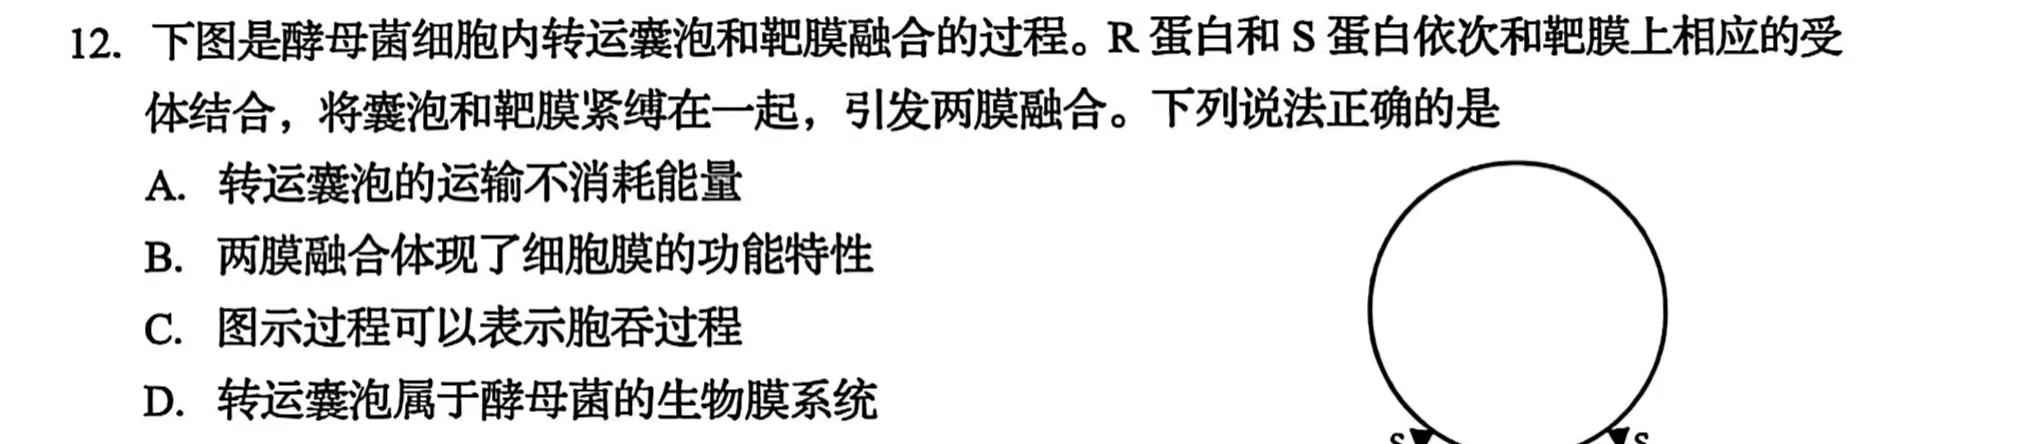 12. 下图是酵母菌细胞内转运囊泡和靶膜融合的过程。R 蛋白和 S 蛋白依次和靶膜上相应的受
体结合，将囊泡和靶膜紧缚在一起，引发两膜融合。下列说法正确的是
A. 转运囊泡的运输不消耗能量
B. 两膜融合体现了细胞膜的功能特性
C. 图示过程可以表示胞吞过程
D. 转运囊泡属于酵母菌的生物膜系统
S S